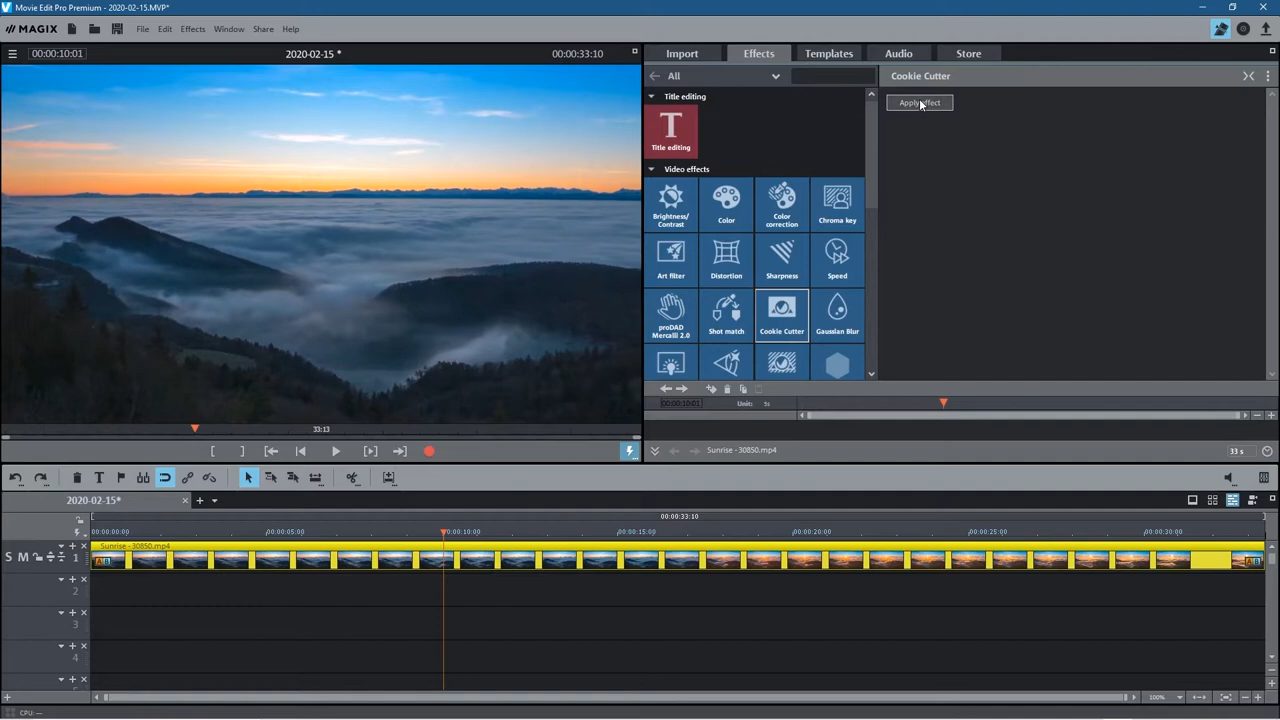 Movie Edit Pro Premium - 2020-02-15.MVP*
MAGIX
File Edit Effects Window Share Help
00:00:10:01
2020-02-15 *
00:00:33:10
Import
Effects
Templates
Audio
Store
All
Cookie Cutter
Title editing
T
Title editing
Video effects
Brightness/
Contrast
Color
Color
correction
Chroma key
Art filter
Distortion
Sharpness
Speed
proDAD
Mercalli 2.0
Shot match
Cookie Cutter
Gaussian Blur
00:00:10:01
Unit: 5s
33:13
Sunrise - 30850.mp4
33 s
2020-02-15*
00:00:33:10
00:00:00:00
00:00:05:00
00:00:10:00
00:00:15:00
00:00:20:00
00:00:25:00
00:00:30:00
Sunrise - 30850.mp4
S M
1
2
3
4
100%
CPU: —